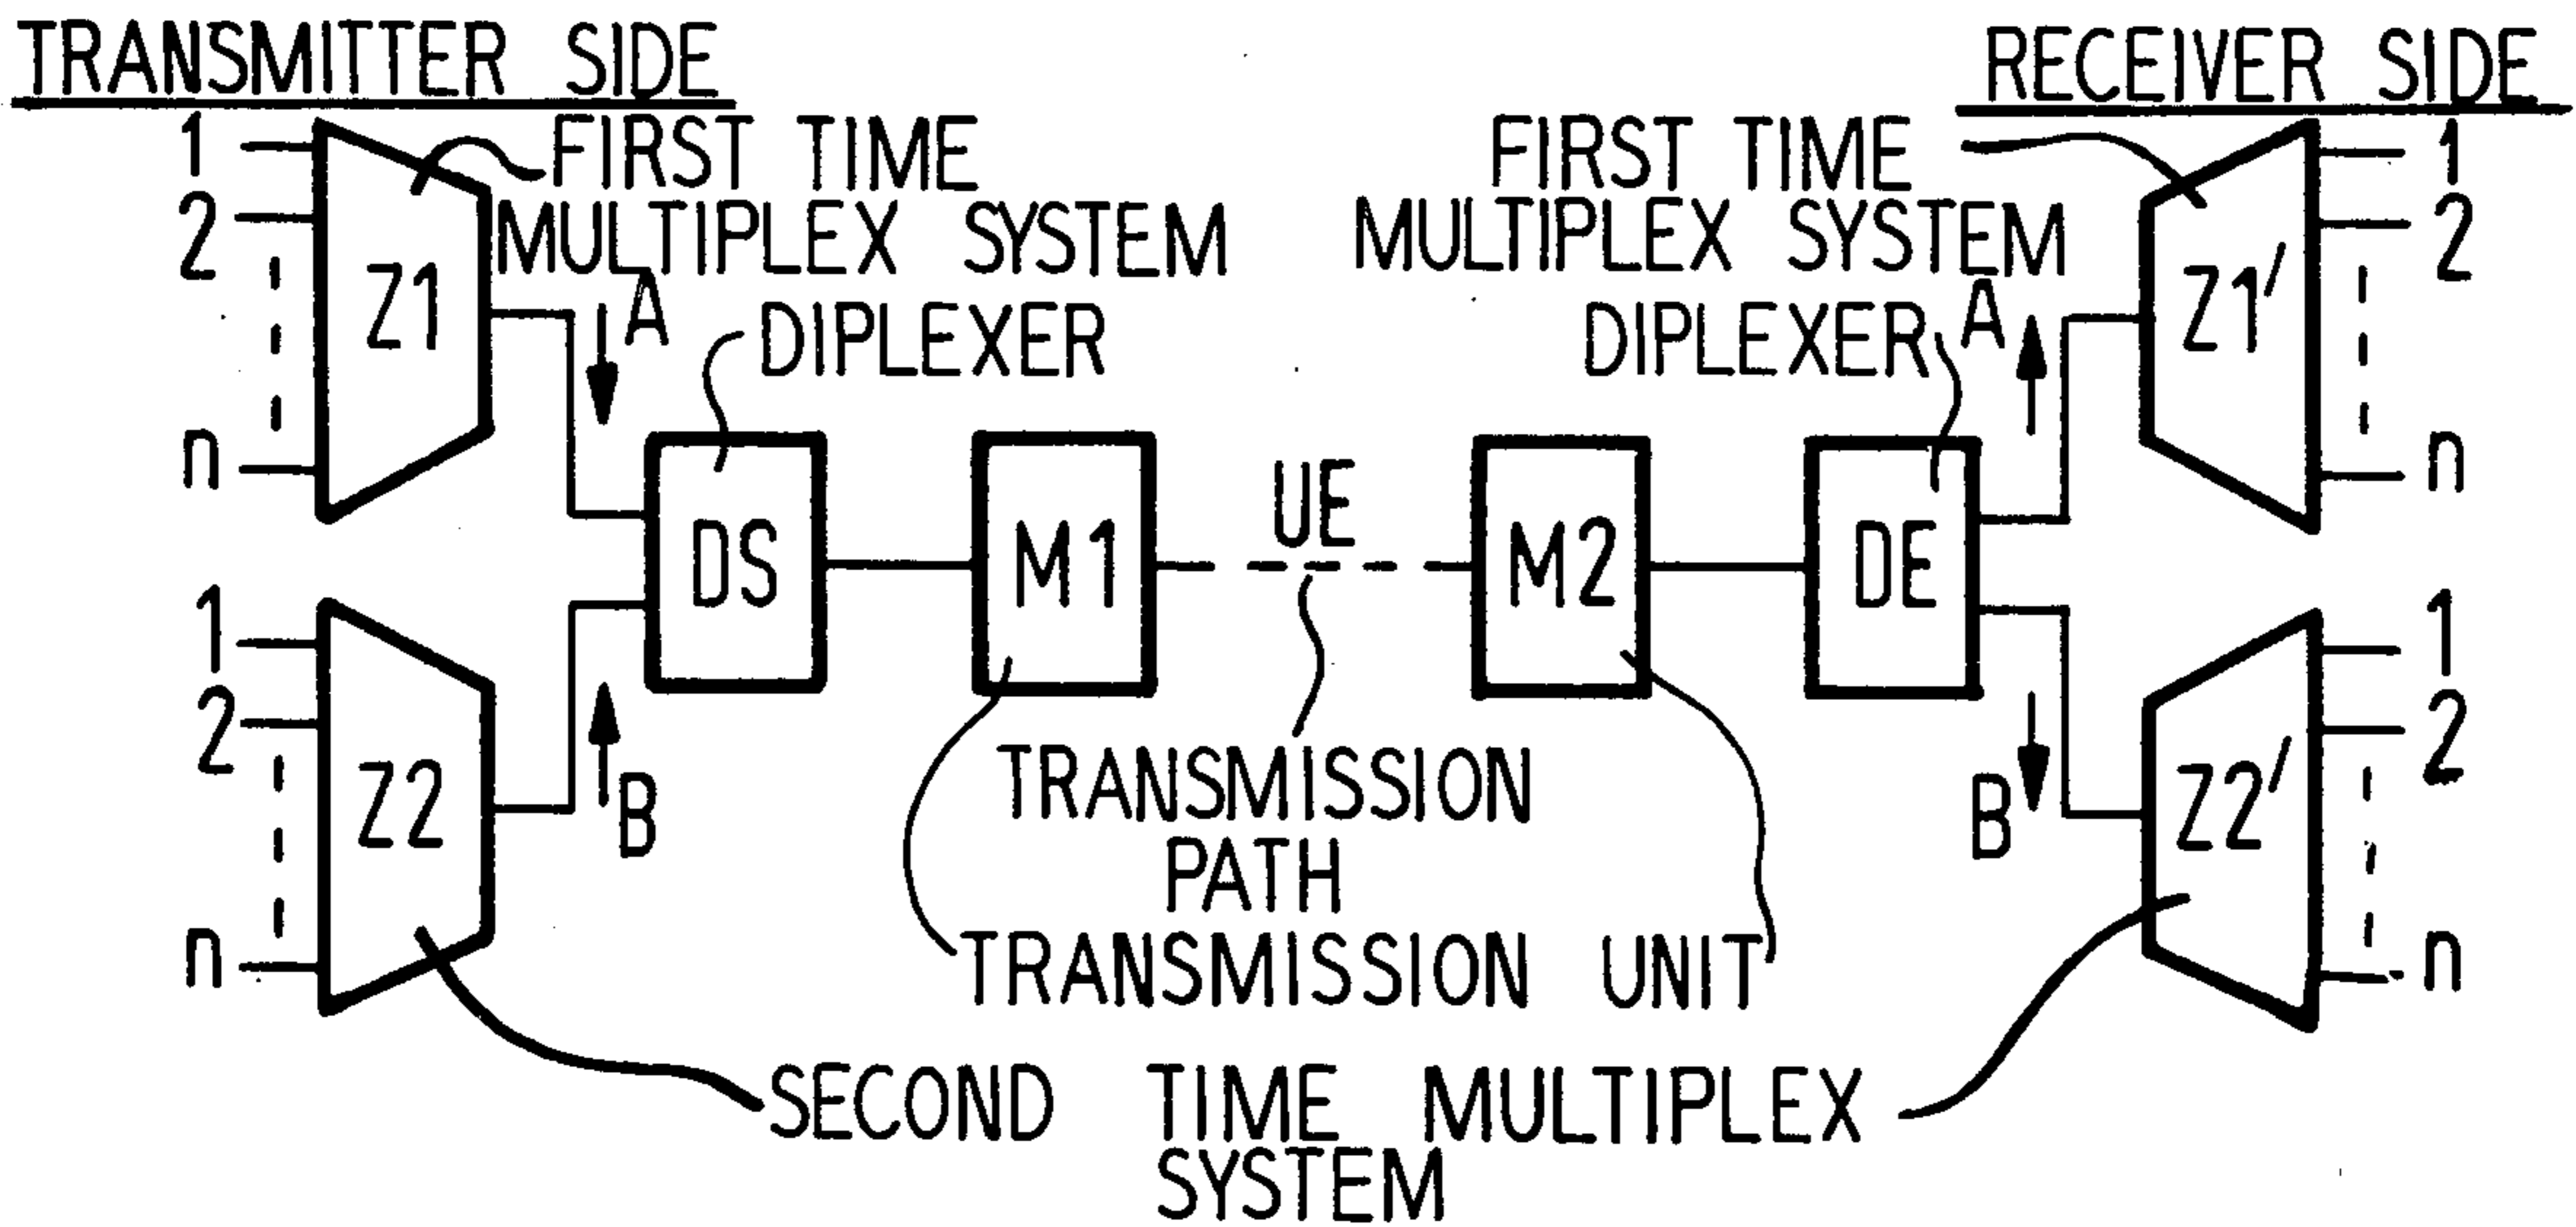 TRANSMITTER SIDE
RECEIVER SIDE
1
2
n
Z1
FIRST TIME
MULTIPLEX SYSTEM
A
DIPLEXER
FIRST TIME
MULTIPLEX SYSTEM
DIPLEXER
A
Z1'
1
2
n
DS
M1
UE
M2
DE
1
2
n
Z2
B
TRANSMISSION
PATH
TRANSMISSION UNIT
B
Z2'
1
2
n
SECOND TIME MULTIPLEX
SYSTEM